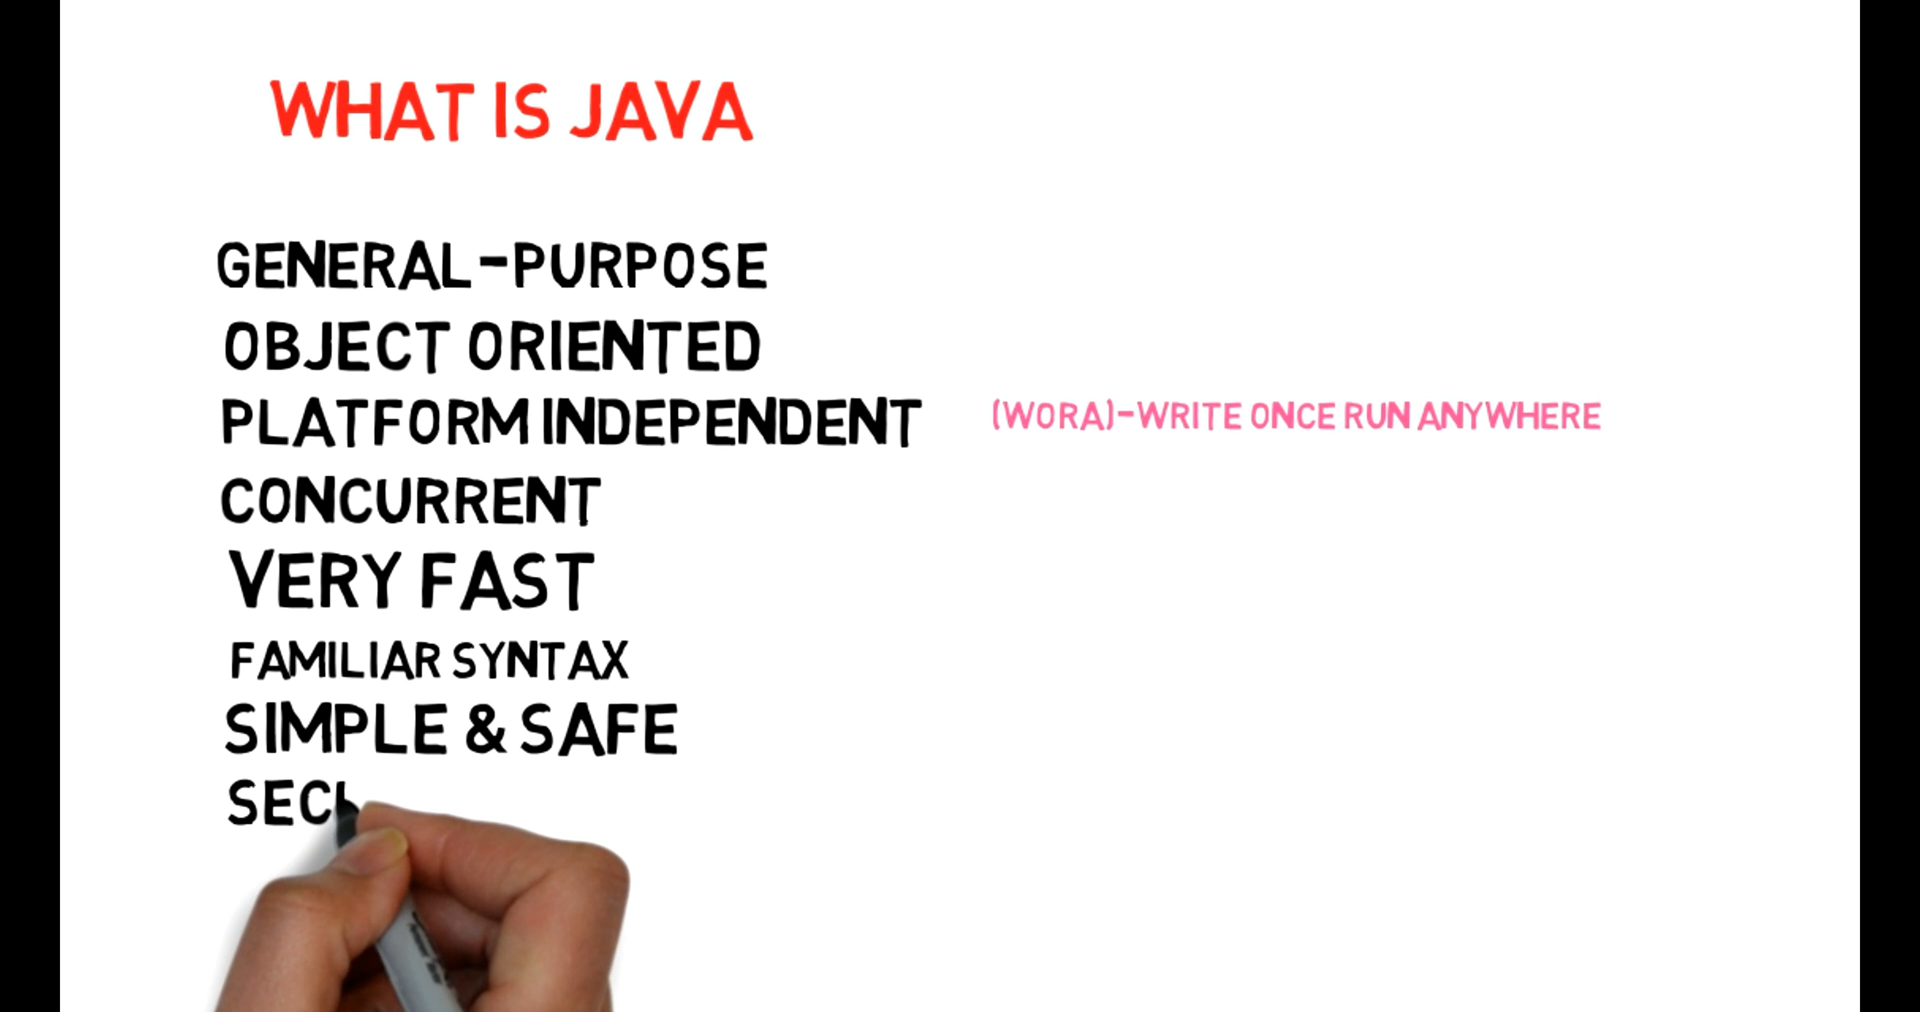 WHAT IS JAVA
GENERAL-PURPOSE
OBJECT ORIENTED
PLATFORM INDEPENDENT (WORA)-WRITE ONCE RUN ANYWHERE
CONCURRENT
VERY FAST
FAMILIAR SYNTAX
SIMPLE & SAFE